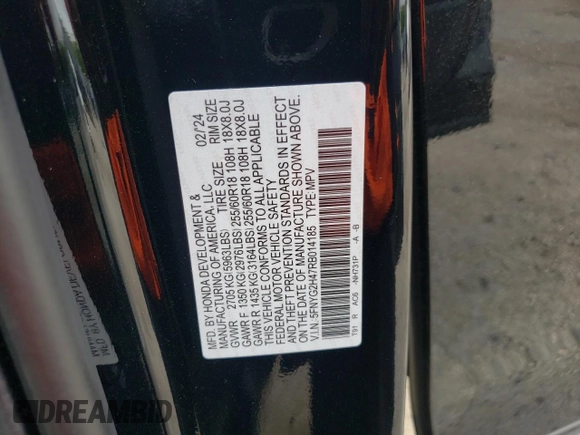 MFD. BY HONDA DEVELOPMENT & 02/'24
MANUFACTURING OF AMERICA, LLC
TIRE SIZE RIM SIZE
GVWR 2705 KG(5963LBS)
GAWR F 1350 KG(2976LBS) 255/60R18 108H 18X8.0J
GAWR R 1435 KG(3164LBS) 255/60R18 108H 18X8.0J
THIS VEHICLE CONFORMS TO ALL APPLICABLE
FEDERAL MOTOR VEHICLE SAFETY
AND THEFT PREVENTION STANDARDS IN EFFECT
ON THE DATE OF MANUFACTURE SHOWN ABOVE.
V.I.N.: 5FNYG2H47RB014185 TYPE MPV
T91 R AC6 -NH731P -A -B
DREAMBID